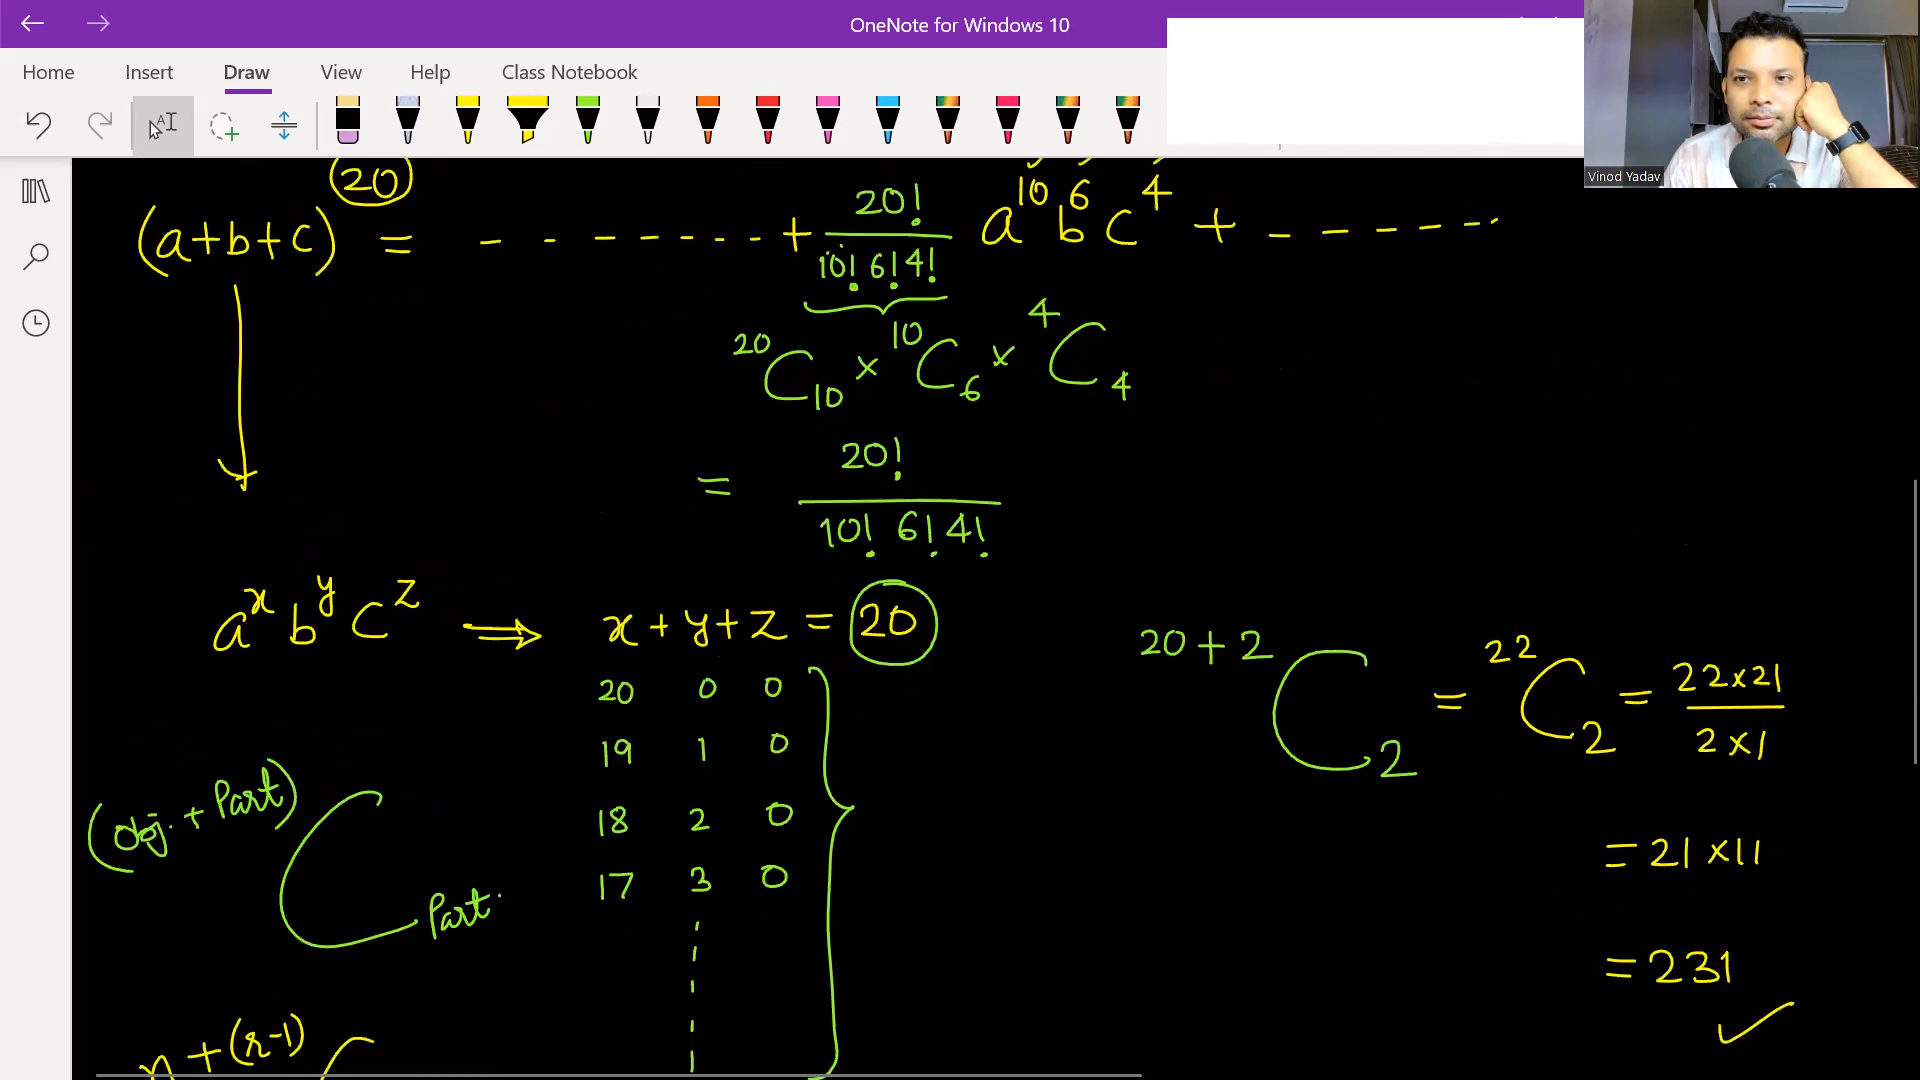 OneNote for Windows 10
Home Insert Draw View Help Class Notebook
Vinod Yadav
(a+b+c)^20 = - - - - - - - + 20!/(10! 6! 4!) a^10 b^6 c^4 + - - - - - -
20C10 × 10C6 × 4C4
= 20!/(10! 6! 4!)
a^x b^y c^z ⟹ x + y + z = 20
20 0 0
19 1 0
18 2 0
17 3 0
(obj. + Part) C Part.
20+2 C 2 = 22C2 = 22×21/2×1
= 21×11
= 231 ✓
n + (r-1)